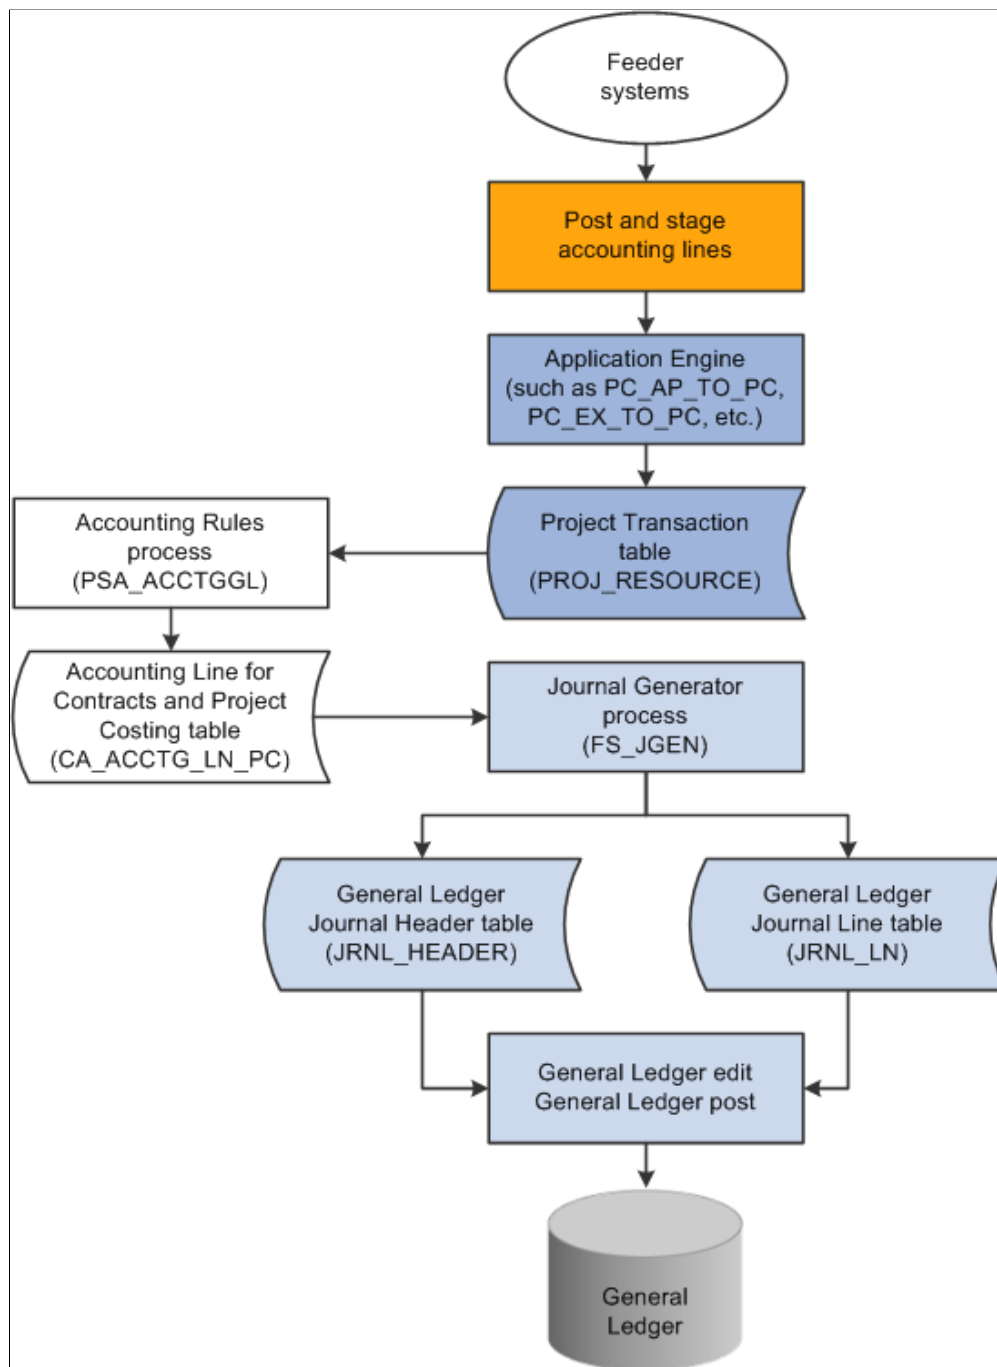 Feeder
systems
Post and stage
accounting lines
Application Engine
(such as PC_AP_TO_PC,
PC_EX_TO_PC, etc.)
Project Transaction
table
(PROJ_RESOURCE)
Accounting Rules
process
(PSA_ACCTGGL)
Accounting Line for
Contracts and Project
Costing table
(CA_ACCTG_LN_PC)
Journal Generator
process
(FS_JGEN)
General Ledger
Journal Header table
(JRNL_HEADER)
General Ledger
Journal Line table
(JRNL_LN)
General Ledger edit
General Ledger post
General
Ledger